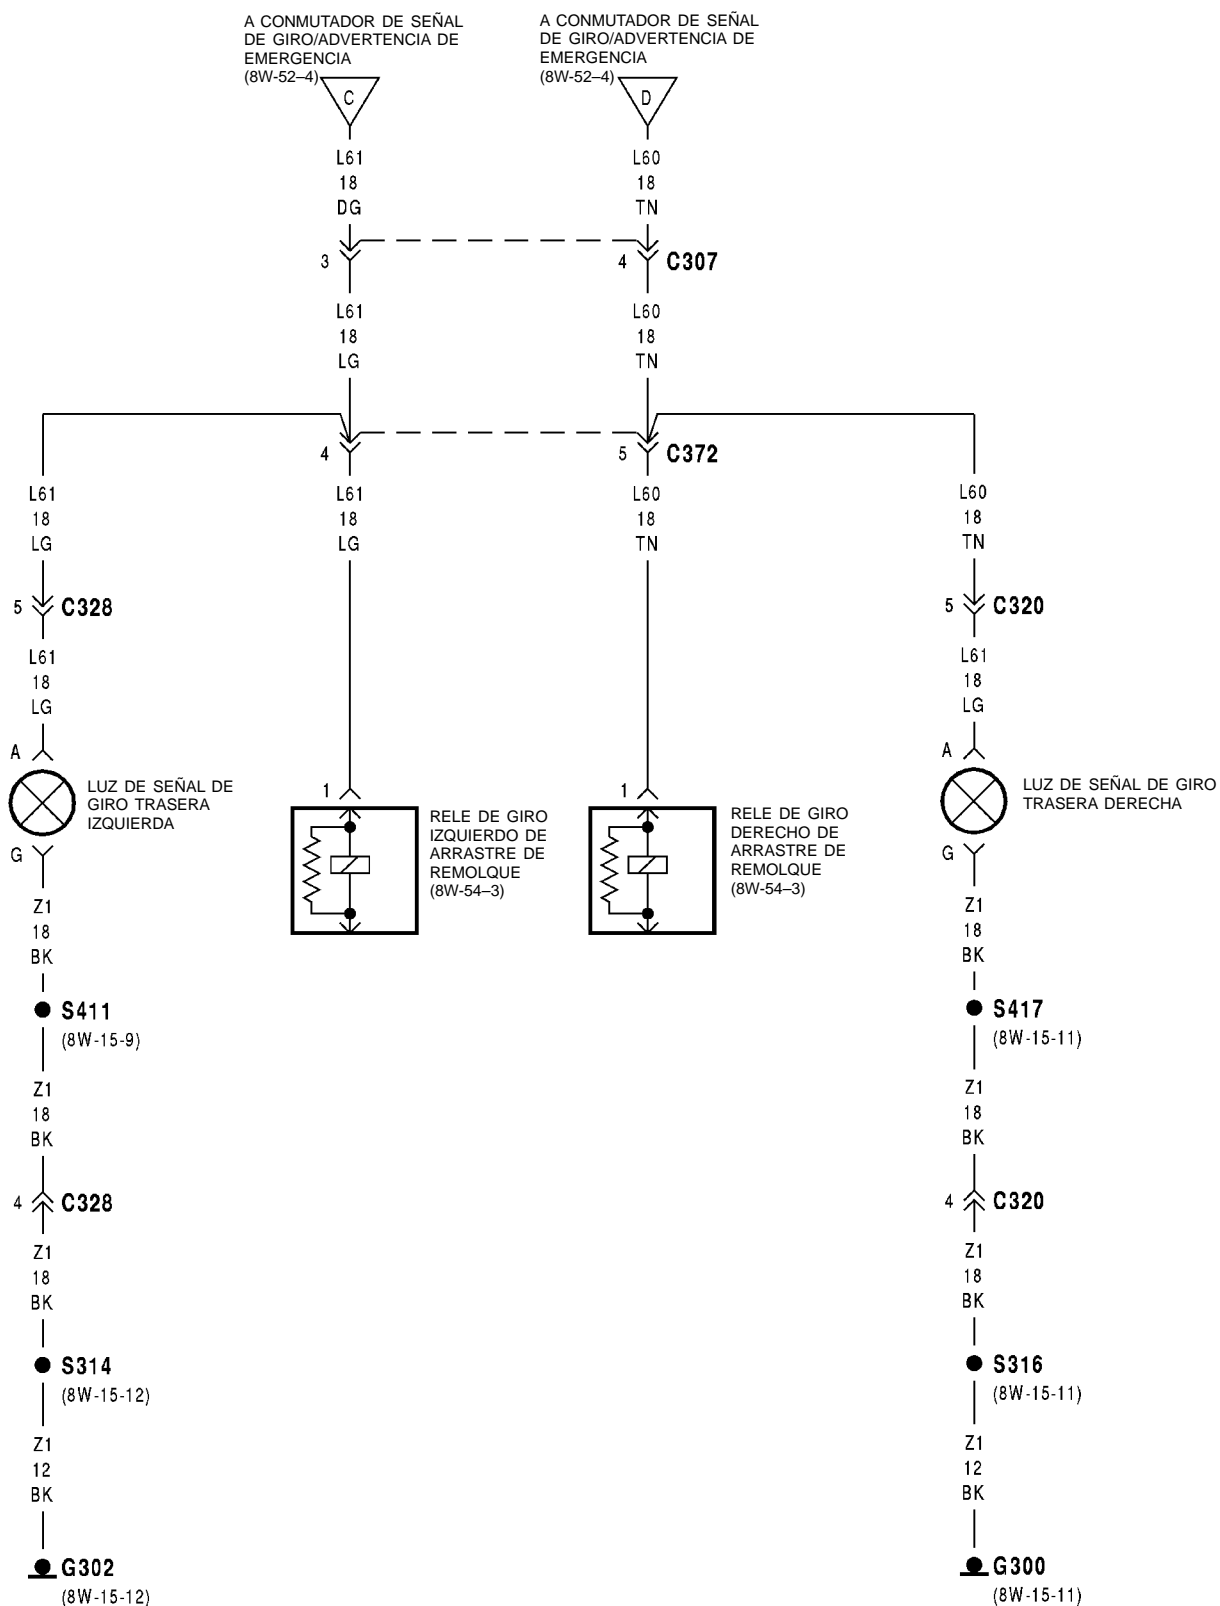 A CONMUTADOR DE SEÑAL
DE GIRO/ADVERTENCIA DE
EMERGENCIA
(8W-52–4)
C
A CONMUTADOR DE SEÑAL
DE GIRO/ADVERTENCIA DE
EMERGENCIA
(8W-52–4)
D
L61
18
DG
L60
18
TN
3
4
C307
L61
18
LG
L60
18
TN
4
5
C372
L61
18
LG
L61
18
LG
L60
18
TN
L60
18
TN
5
C328
5
C320
L61
18
LG
L61
18
LG
A
LUZ DE SEÑAL DE
GIRO TRASERA
IZQUIERDA
G
1
RELE DE GIRO
IZQUIERDO DE
ARRASTRE DE
REMOLQUE
(8W-54–3)
1
RELE DE GIRO
DERECHO DE
ARRASTRE DE
REMOLQUE
(8W-54–3)
A
LUZ DE SEÑAL DE GIRO
TRASERA DERECHA
G
Z1
18
BK
Z1
18
BK
S411
(8W-15-9)
S417
(8W-15-11)
Z1
18
BK
Z1
18
BK
4
C328
4
C320
Z1
18
BK
Z1
18
BK
S314
(8W-15-12)
S316
(8W-15-11)
Z1
12
BK
Z1
12
BK
G302
(8W-15-12)
G300
(8W-15-11)